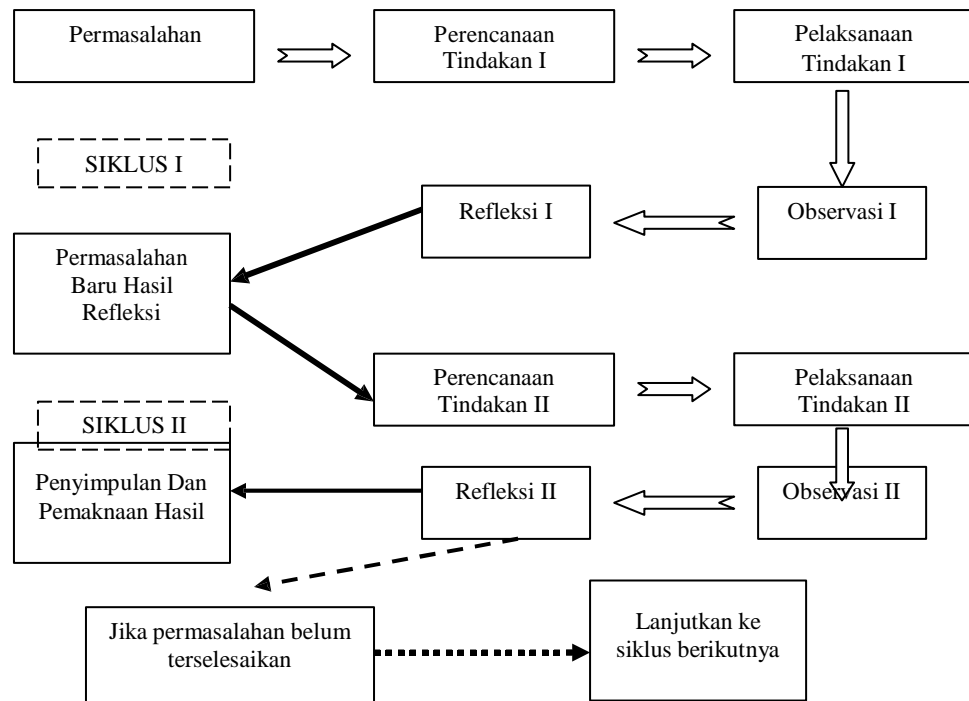 Permasalahan
Perencanaan
Tindakan I
Pelaksanaan
Tindakan I
SIKLUS I
Refleksi I
Observasi I
Permasalahan
Baru Hasil
Refleksi
Perencanaan
Tindakan II
Pelaksanaan
Tindakan II
SIKLUS II
Penyimpulan Dan
Pemaknaan Hasil
Refleksi II
Observasi II
Jika permasalahan belum
terselesaikan
Lanjutkan ke
siklus berikutnya